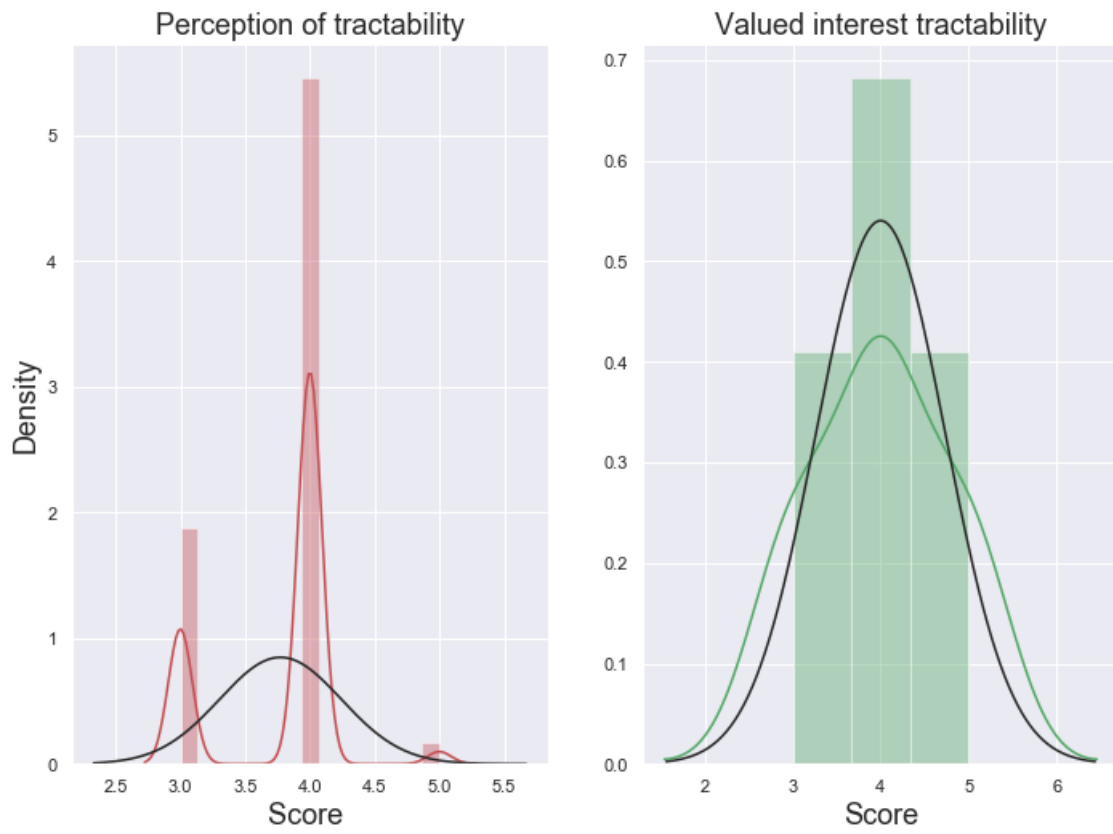 Perception of tractability
Density
5
4
3
2
1
0
2.5 3.0 3.5 4.0 4.5 5.0 5.5
Score
Valued interest tractability
0.7
0.6
0.5
0.4
0.3
0.2
0.1
0.0
2 3 4 5 6
Score